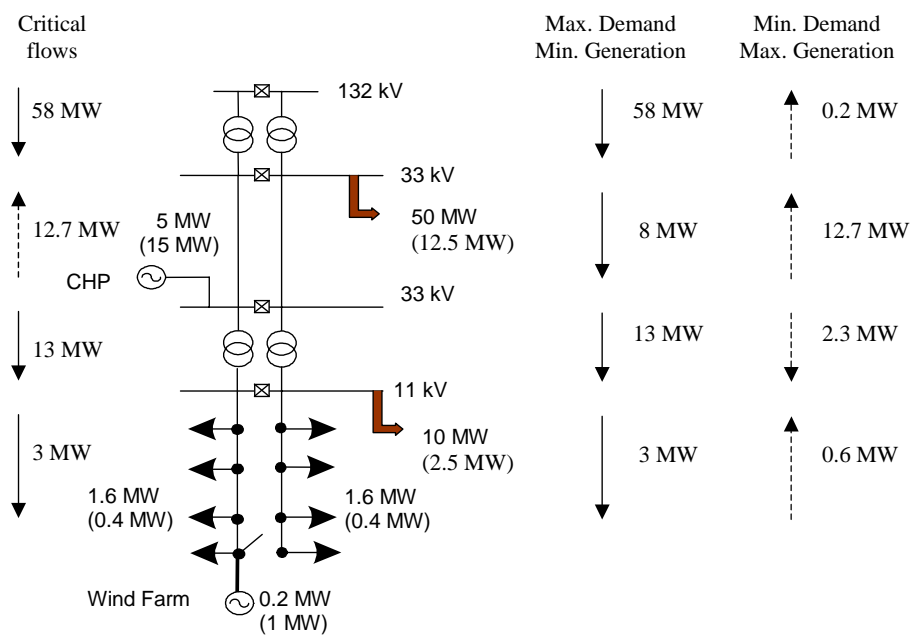 Critical
flows
Max. Demand
Min. Generation
Min. Demand
Max. Generation
58 MW
132 kV
58 MW
0.2 MW
33 kV
12.7 MW
5 MW
(15 MW)
50 MW
(12.5 MW)
8 MW
12.7 MW
CHP
33 kV
13 MW
13 MW
2.3 MW
11 kV
3 MW
10 MW
(2.5 MW)
3 MW
0.6 MW
1.6 MW
(0.4 MW)
1.6 MW
(0.4 MW)
Wind Farm
0.2 MW
(1 MW)